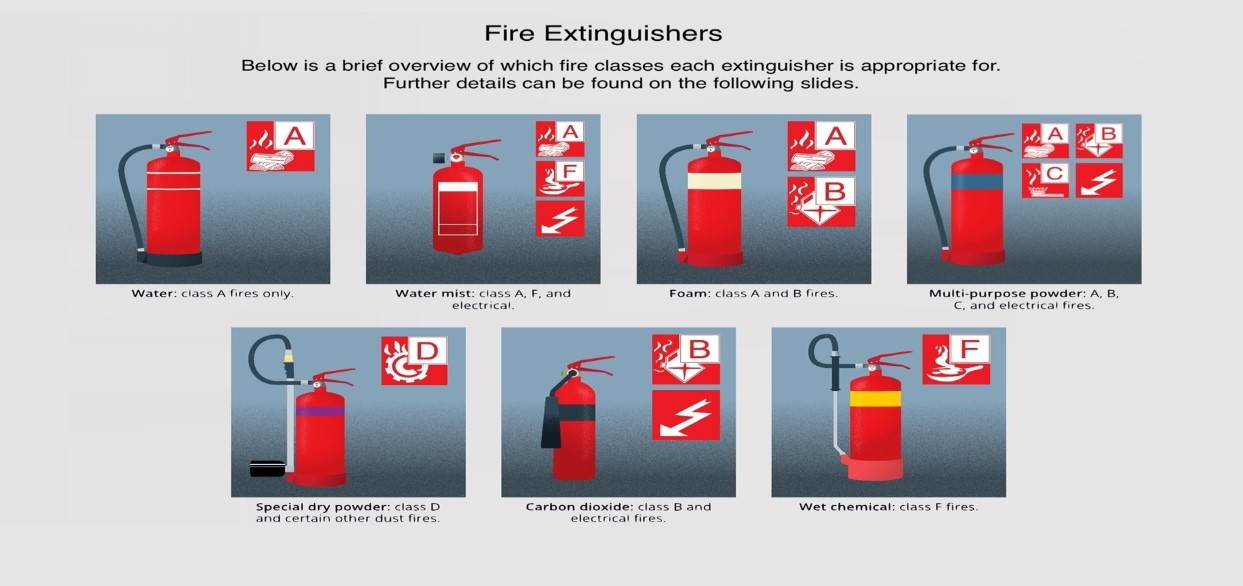 Fire Extinguishers
Below is a brief overview of which fire classes each extinguisher is appropriate for.
Further details can be found on the following slides.
A
A
F
A
B
A
B
C
Water: class A fires only.
Water mist: class A, F, and
electrical.
Foam: class A and B fires.
Multi-purpose powder: A, B,
C, and electrical fires.
D
B
F
Special dry powder: class D
and certain other dust fires.
Carbon dioxide: class B and
electrical fires.
Wet chemical: class F fires.